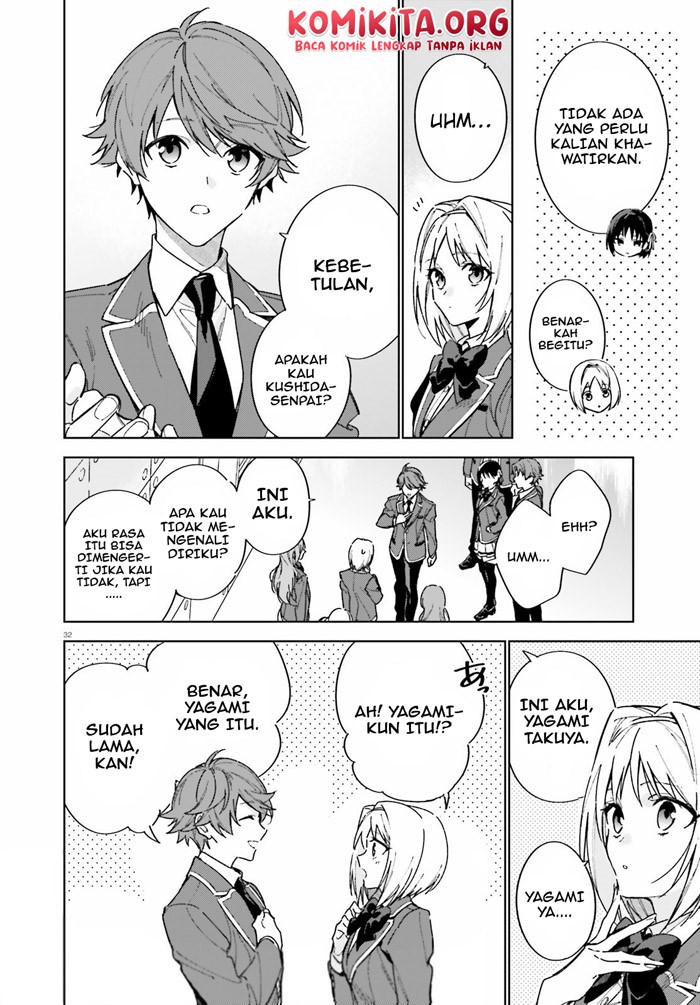 KOMIKITA.ORG
BACA KOMIK LENGKAP TANPA IKLAN
TIDAK ADA
YANG PERLU
KALIAN KHA-
WATIRKAN.
BENAR-
KAH
BEGITU?
UHM...
KEBE-
TULAN,
APAKAH
KAU
KUSHIDA-
SENPAI?
EHH?
UMM...
INI
AKU.
APA KAU
TIDAK ME-
NGENALI
DIRIKU?
AKU RASA
ITU BISA
DIMENGER-
TI JIKA KAU
TIDAK, TAPI
.....
32
INI AKU,
YAGAMI
TAKUYA.
YAGAMI
YA....
あっ
AH! YAGAMI-
KUN ITU!?
BENAR,
YAGAMI
YANG ITU.
SUDAH
LAMA,
KAN!